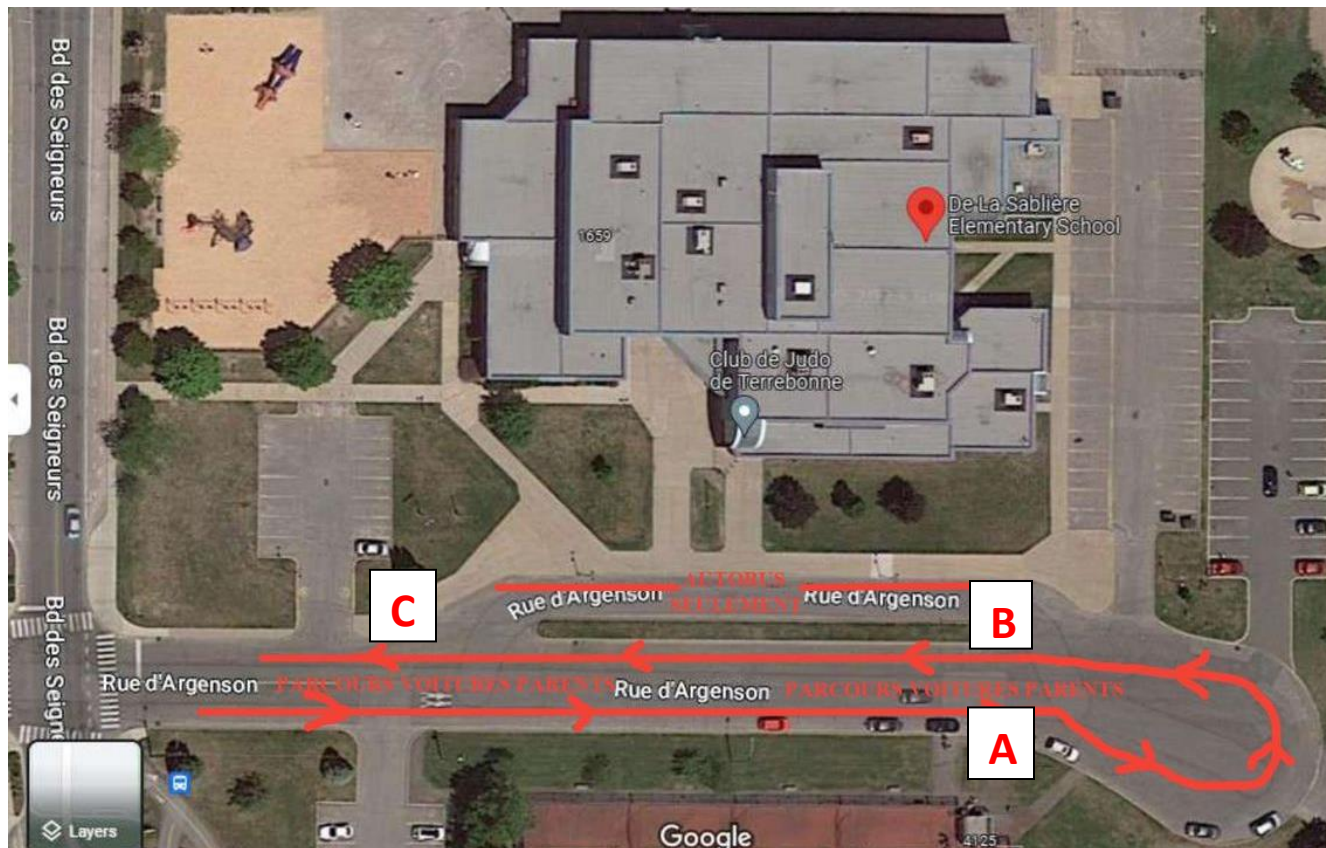 Bd des Seigneurs
De La Sablière
Elementary School
1659
Bd des Seigneurs
Club de Judo
de Terrebonne
Bd des Seigneurs
AUTOBUS
SEULEMENT
Rue d'Argenson
Rue d'Argenson
C
B
Rue d'Argenson
PARCOURS VOITURES PARENTS
Rue d'Argenson
PARCOURS VOITURES PARENTS
A
Layers
Google
4125